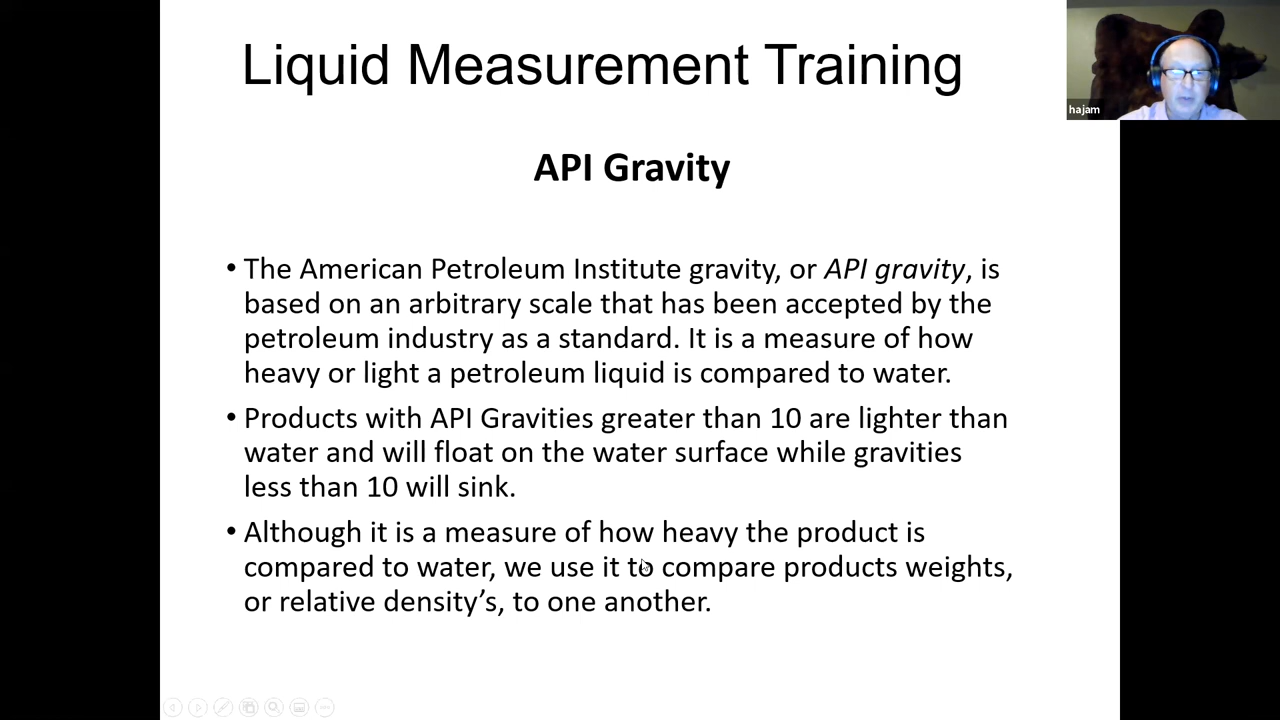 Liquid Measurement Training
hajam
API Gravity
• The American Petroleum Institute gravity, or API gravity, is
based on an arbitrary scale that has been accepted by the
petroleum industry as a standard. It is a measure of how
heavy or light a petroleum liquid is compared to water.
• Products with API Gravities greater than 10 are lighter than
water and will float on the water surface while gravities
less than 10 will sink.
• Although it is a measure of how heavy the product is
compared to water, we use it to compare products weights,
or relative density’s, to one another.